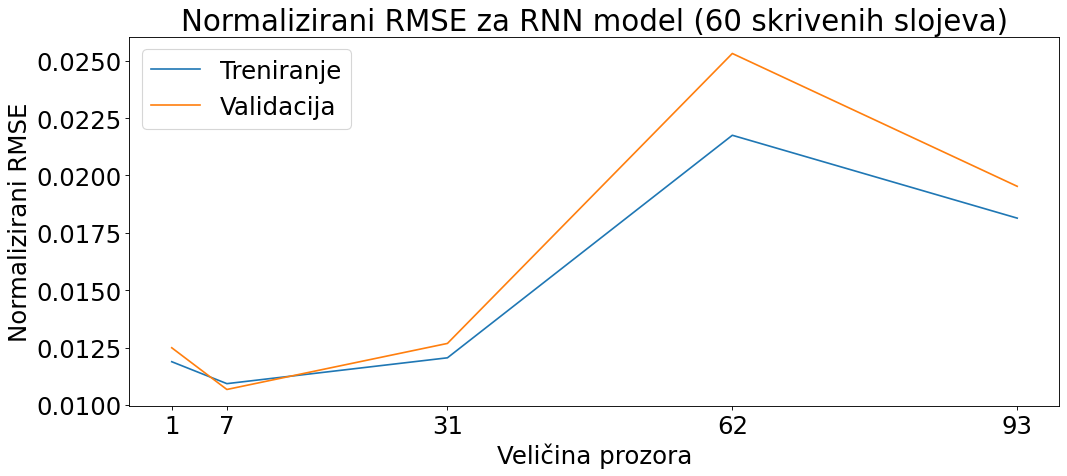 Normalizirani RMSE za RNN model (60 skrivenih slojeva)
Treniranje
Validacija
Normalizirani RMSE
0.0250
0.0225
0.0200
0.0175
0.0150
0.0125
0.0100
1 7 31 62 93
Veličina prozora